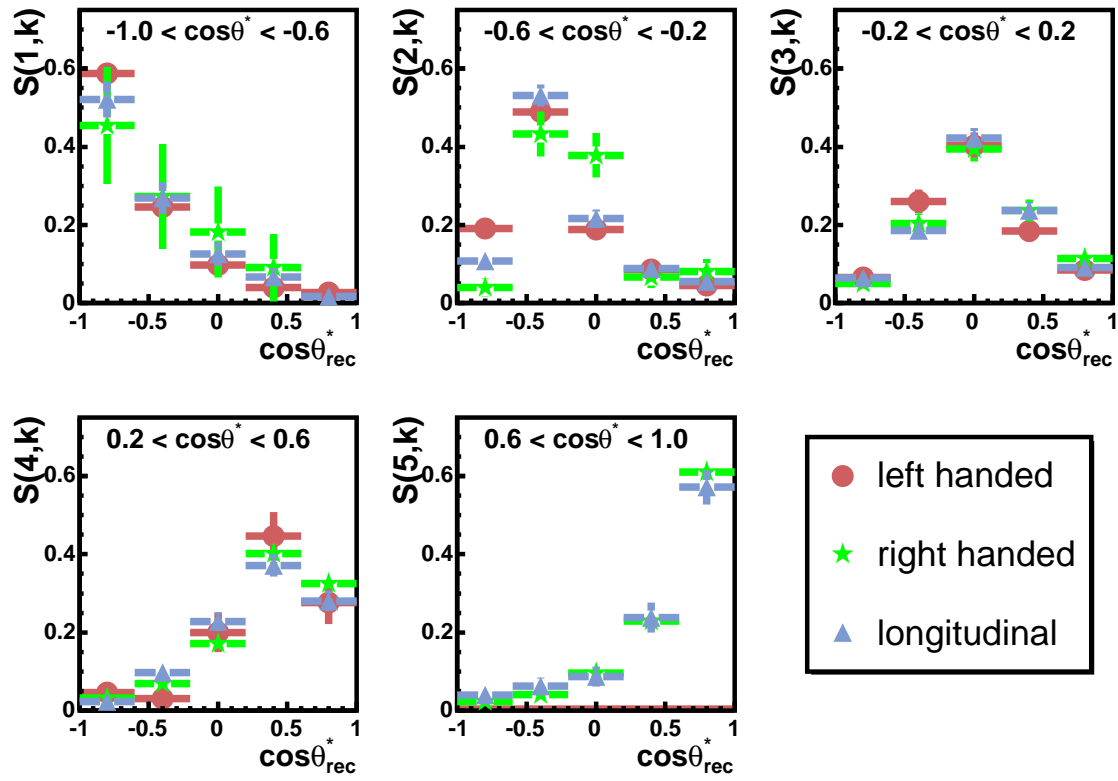 S(1,k)
-1.0 < cosθ* < -0.6
0.6
0.4
0.2
0
-1 -0.5 0 0.5 1
cosθ*rec
S(2,k)
-0.6 < cosθ* < -0.2
0.6
0.4
0.2
0
-1 -0.5 0 0.5 1
cosθ*rec
S(3,k)
-0.2 < cosθ* < 0.2
0.6
0.4
0.2
0
-1 -0.5 0 0.5 1
cosθ*rec
S(4,k)
0.2 < cosθ* < 0.6
0.6
0.4
0.2
0
-1 -0.5 0 0.5 1
cosθ*rec
S(5,k)
0.6 < cosθ* < 1.0
0.6
0.4
0.2
0
-1 -0.5 0 0.5 1
cosθ*rec
left handed
right handed
longitudinal